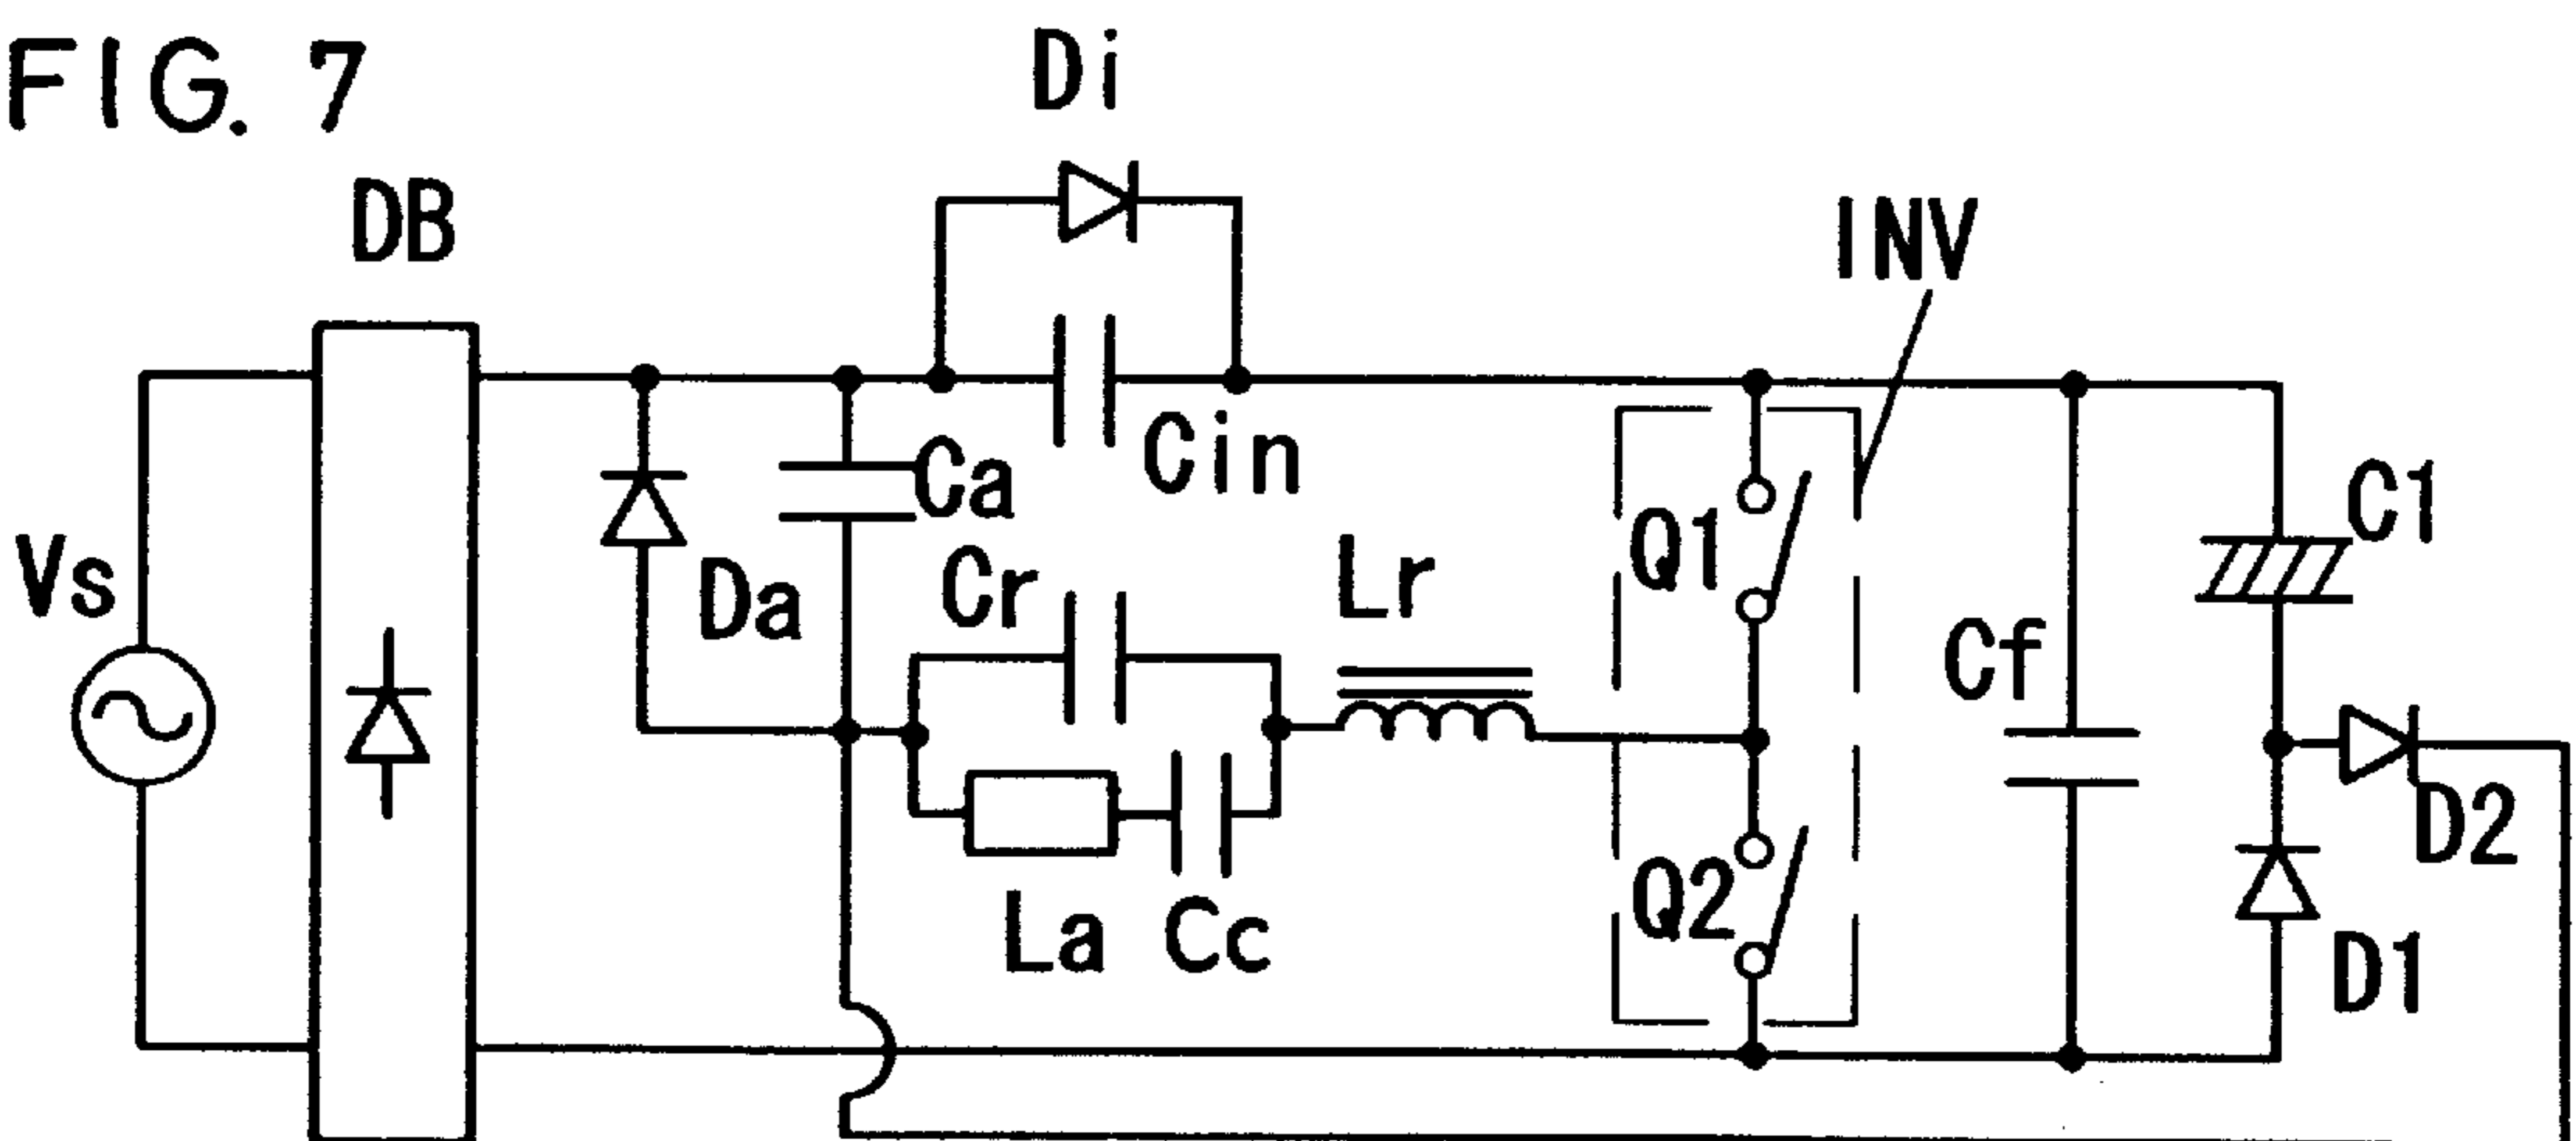 FIG. 7
Di
DB
INV
Cin
Ca
C1
Q1
Vs
Da
Cr
Lr
Cf
D2
Q2
La
Cc
D1